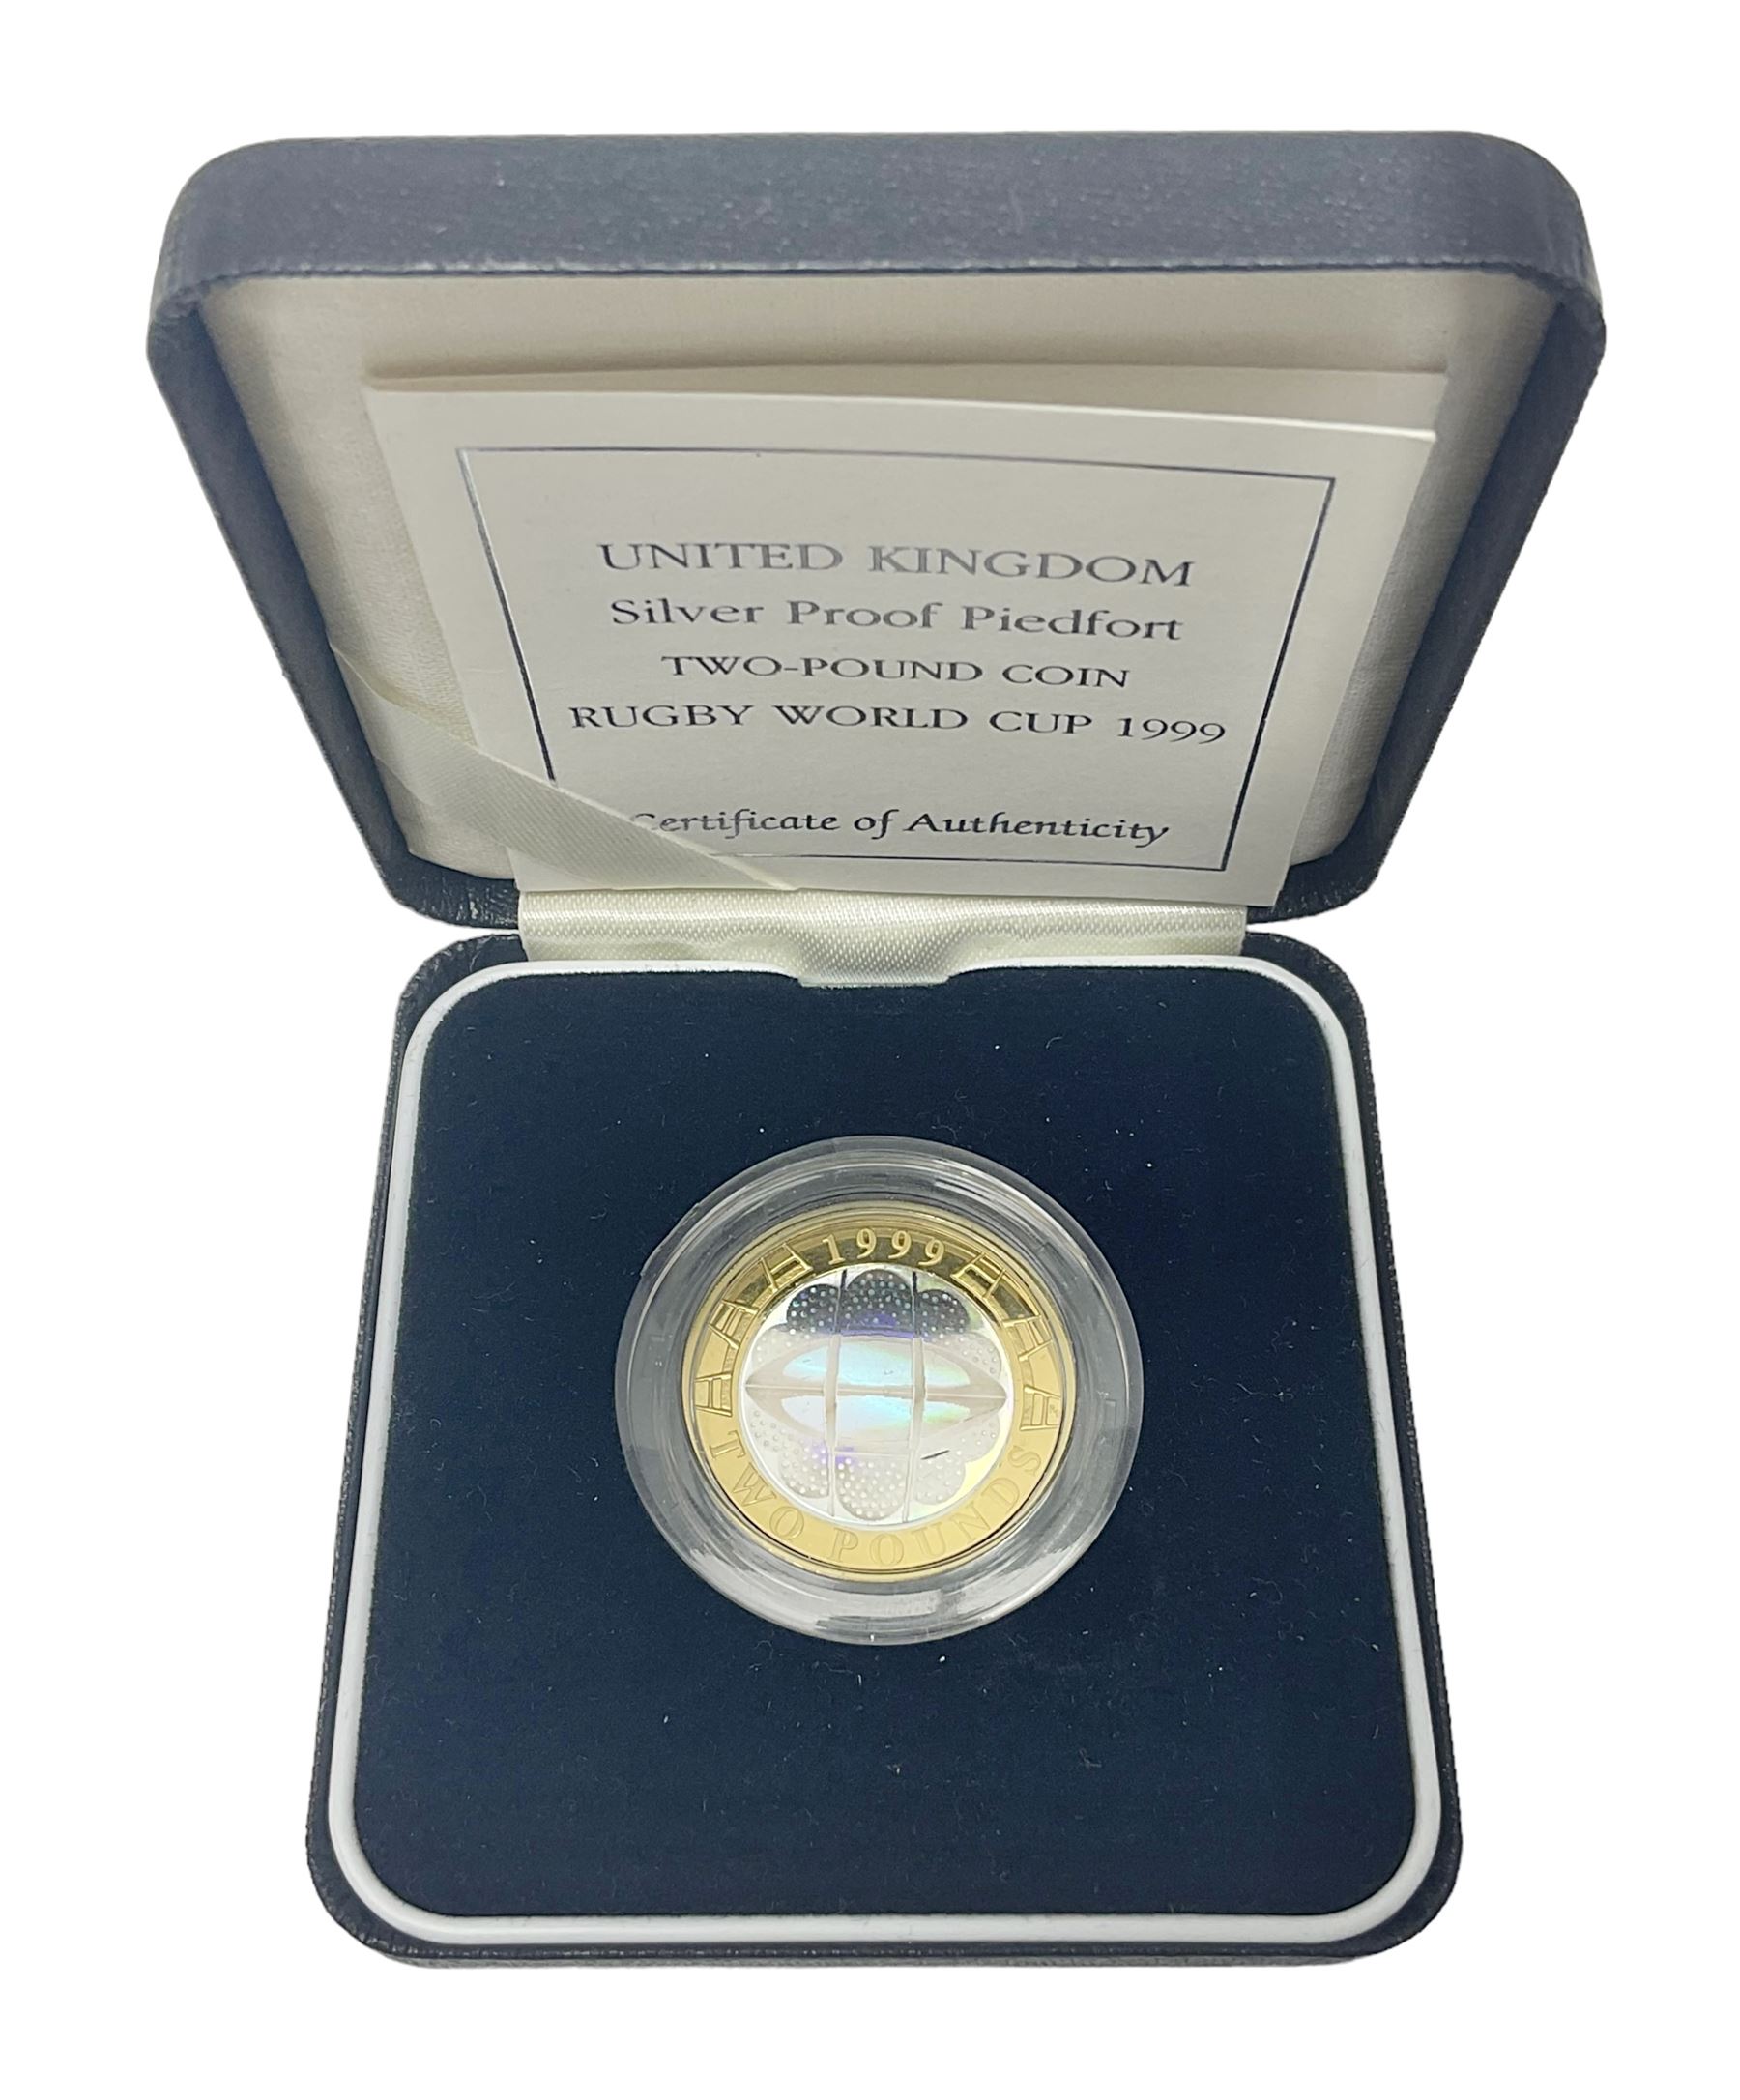 UNITED KINGDOM
Silver Proof Piedfort
TWO-POUND COIN
RUGBY WORLD CUP 1999
Certificate of Authenticity
1999
TWO POUNDS